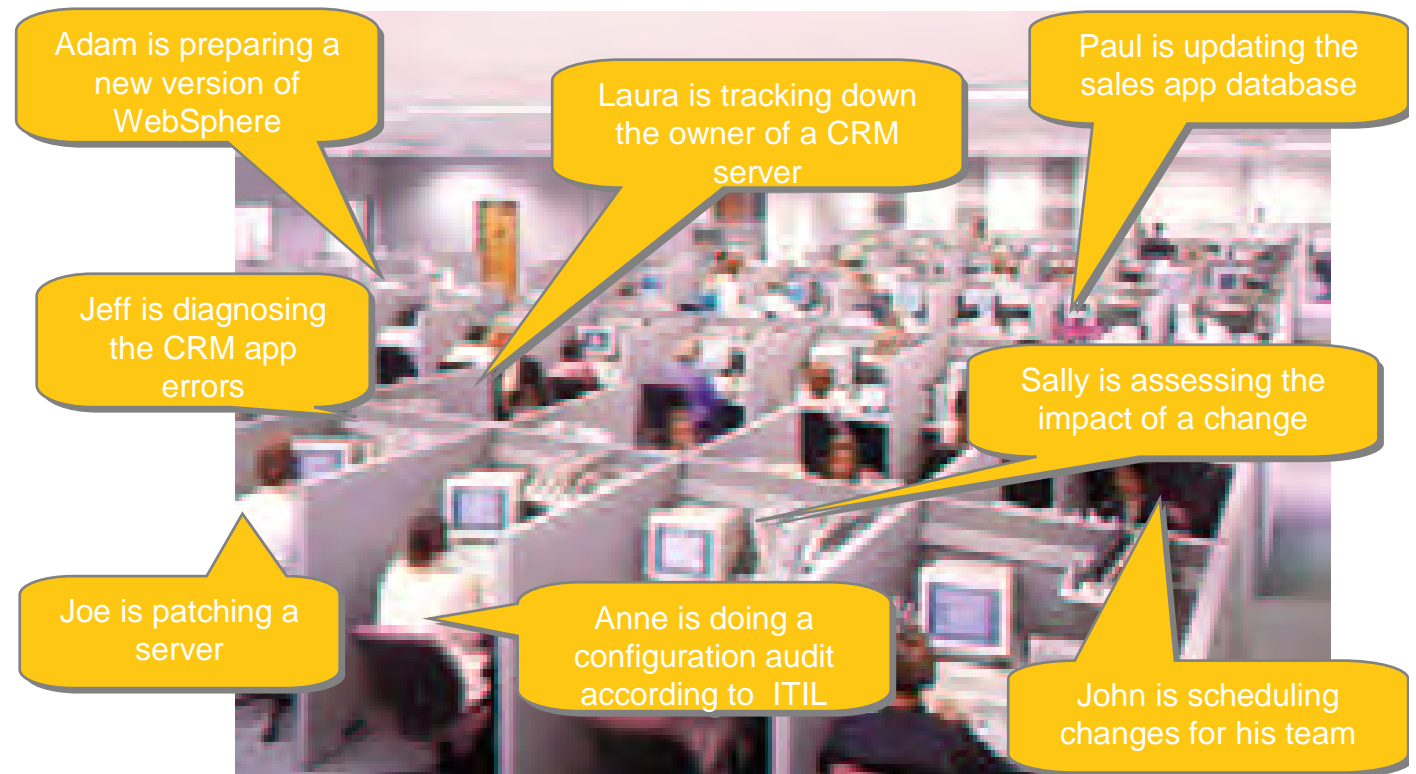 Adam is preparing a
new version of
WebSphere
Laura is tracking down
the owner of a CRM
server
Paul is updating the
sales app database
Jeff is diagnosing
the CRM app
errors
Sally is assessing the
impact of a change
Joe is patching a
server
Anne is doing a
configuration audit
according to  ITIL
John is scheduling
changes for his team